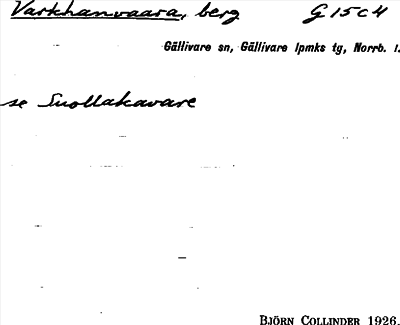 Varkhanvaara, berg G 15 c 4
Gällivare sn, Gällivare lpmks tg, Norrb. l.
se Suollakavare
BJÖRN COLLINDER 1926.